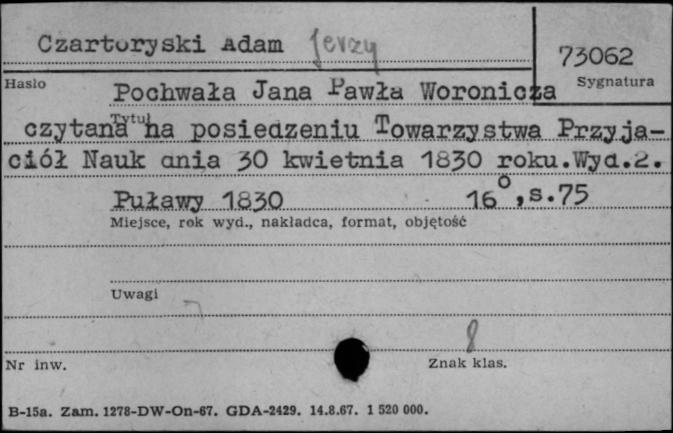 Czartoryski Adam Jerzy
73062
Hasło
Sygnatura
Pochwała Jana Pawła Woronicza
Tytuł
czytana na posiedzeniu Towarzystwa Przyja-
ciół Nauk dnia 30 kwietnia 1830 roku.Wyd.2.
Puławy 1830 16°,s.75
Miejsce, rok wyd., nakładca, format, objętość
Uwagi
8
Nr inw. Znak klas.
B-15a. Zam. 1278-DW-On-67. GDA-2429. 14.8.67. 1 520 000.